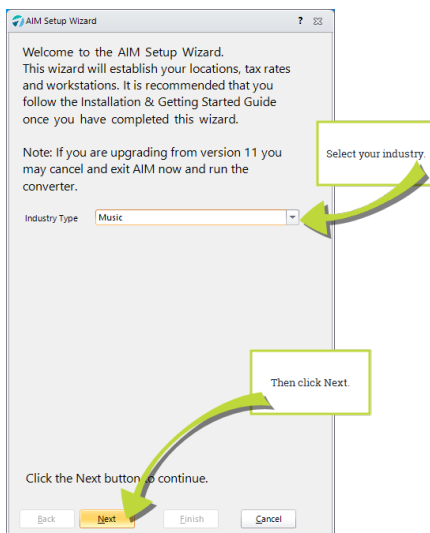 AIM Setup Wizard ?
Welcome to the AIM Setup Wizard.
This wizard will establish your locations, tax rates
and workstations. It is recommended that you
follow the Installation & Getting Started Guide
once you have completed this wizard.
Note: If you are upgrading from version 11 you
may cancel and exit AIM now and run the
converter.
Select your industry.
Industry Type Music
Then click Next.
Click the Next button to continue.
Back Next Finish Cancel